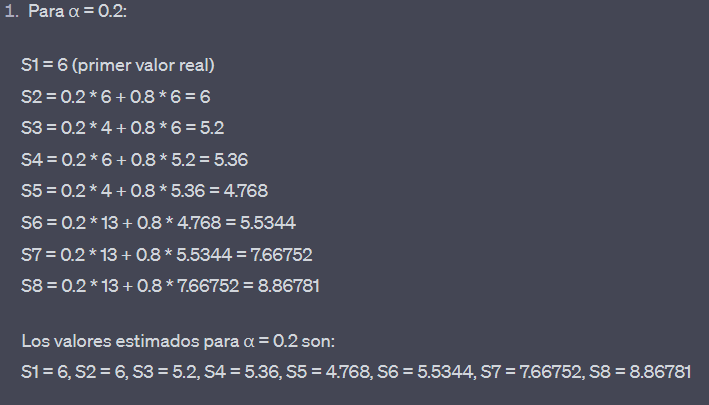 1. Para α = 0.2:
S1 = 6 (primer valor real)
S2 = 0.2 * 6 + 0.8 * 6 = 6
S3 = 0.2 * 4 + 0.8 * 6 = 5.2
S4 = 0.2 * 6 + 0.8 * 5.2 = 5.36
S5 = 0.2 * 4 + 0.8 * 5.36 = 4.768
S6 = 0.2 * 13 + 0.8 * 4.768 = 5.5344
S7 = 0.2 * 13 + 0.8 * 5.5344 = 7.66752
S8 = 0.2 * 13 + 0.8 * 7.66752 = 8.86781
Los valores estimados para α = 0.2 son:
S1 = 6, S2 = 6, S3 = 5.2, S4 = 5.36, S5 = 4.768, S6 = 5.5344, S7 = 7.66752, S8 = 8.86781